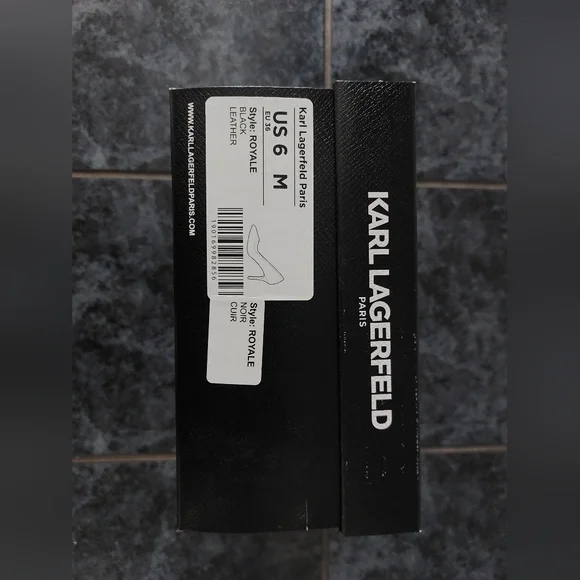 KARL LAGERFELD
PARIS
Karl Lagerfeld Paris
US 6 M
EU 36
Style: ROYALE
BLACK
LEATHER
190169982856
Style: ROYALE
NOIR
CUIR
WWW.KARLLAGERFELDPARIS.COM